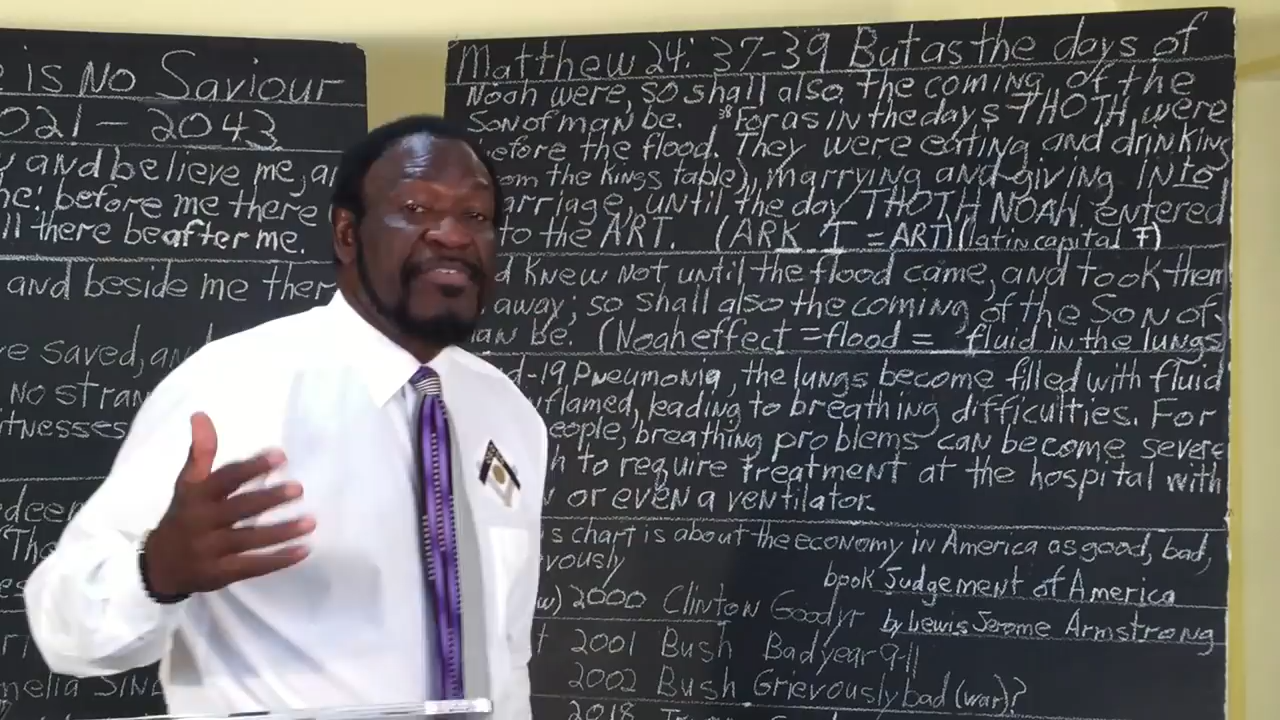 is No Saviour
021 - 2043
and believe me, a
me: before me there
ll there be after me.
and beside me ther
ve saved, an
no stran
itnesses
deem
Matthew 24: 37-39 But as the days of
Noah were, so shall also the coming of the
Son of man be. 38 For as in the days THOTH, were
before the flood. They were eating and drinking
om the Kings table), marrying and giving into
arriage, until the day THOTH NOAH entered
to the ART. (ARK T = ART)(latin capital 7)
d Knew not until the flood came, and took them
away; so shall also the coming of the Son of
an be. (Noah effect = flood = fluid in the lungs
d-19 Pneumonia, the lungs become filled with fluid
nflamed, leading to breathing difficulties. For
eople, breathing problems can become severe
h to require treatment at the hospital with
n or even a ventilator.
s chart is about the economy in America as good, bad,
vously
book Judgement of America
w) 2000 Clinton Good yr by Lewis Jerome Armstrong
t 2001 Bush Bad year 9-11
2002 Bush Grievously bad (war)?
2018